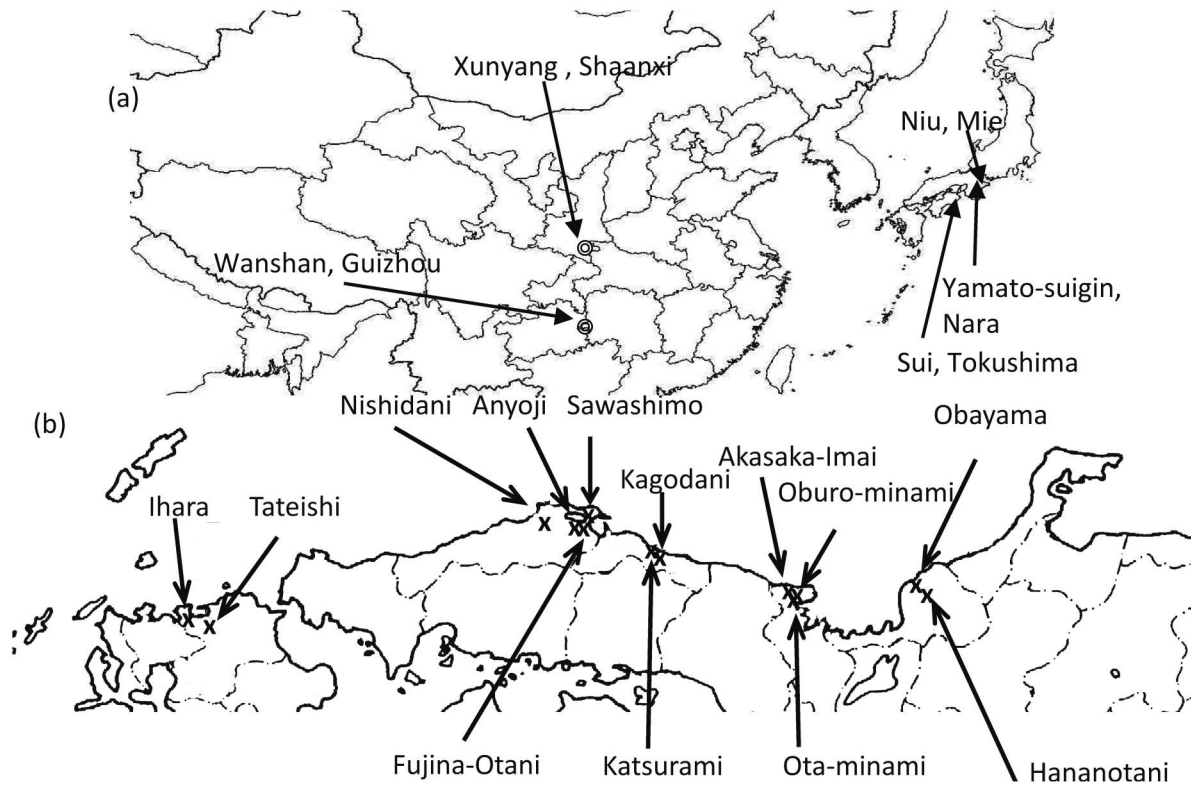 Xunyang , Shaanxi
(a)
Niu, Mie
Wanshan, Guizhou
Yamato-suigin,
Nara
Sui, Tokushima
(b)
Nishidani
Anyoji
Sawashimo
Obayama
Akasaka-Imai
Kagodani
Oburo-minami
Ihara
Tateishi
x
x
x
x
x
x
x
x
x
x
x
x
x
x
Fujina-Otani
Katsurami
Ota-minami
Hananotani